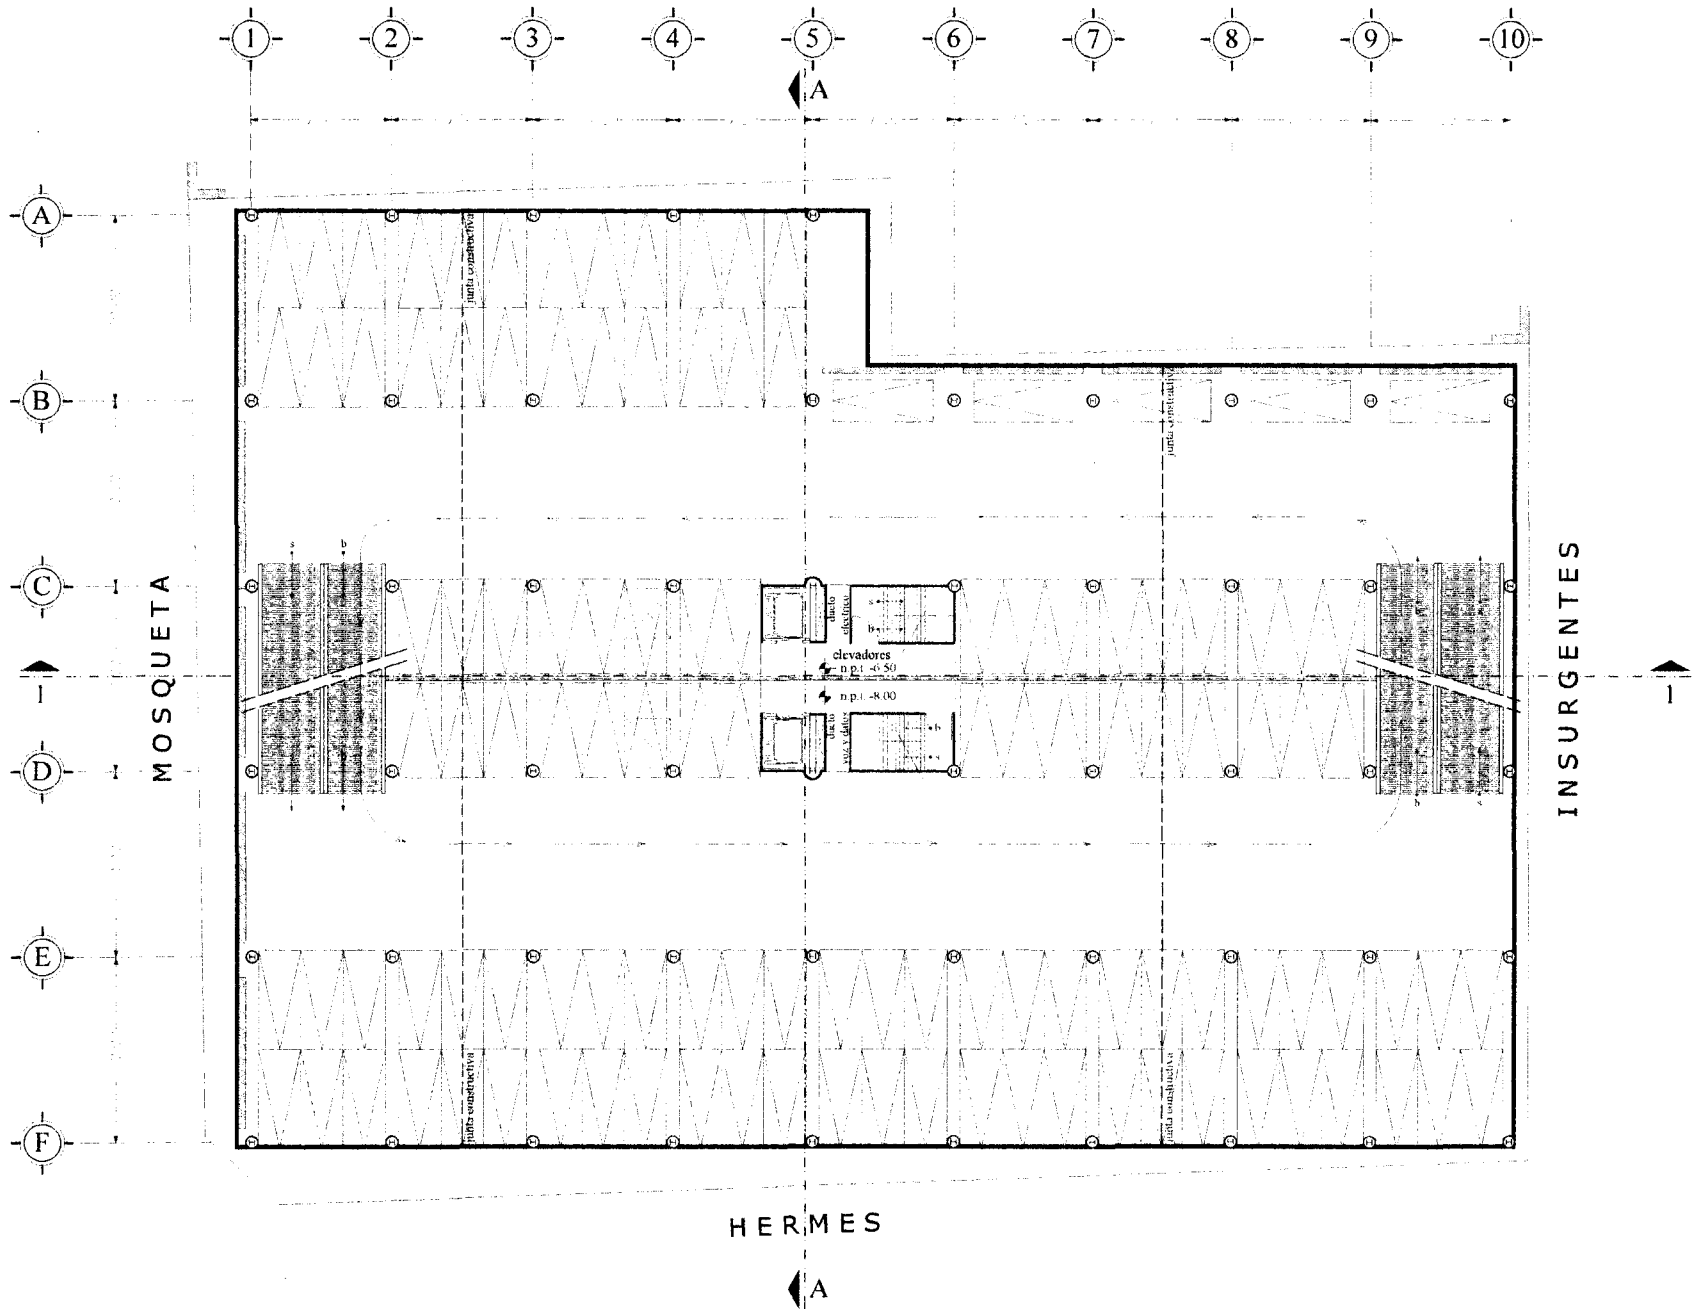 1 2 3 4 5 6 7 8 9 10
A
A
junta constructiva
B
junta constructiva
s b
C
ducto
electrico
s
b
elevadores
n.p.t. -6.50
1
1
n.p.t. -8.00
ducto
voz y datos
b
s
D
b s
MOSQUETA
INSURGENTES
E
junta constructiva
junta constructiva
F
HERMES
A